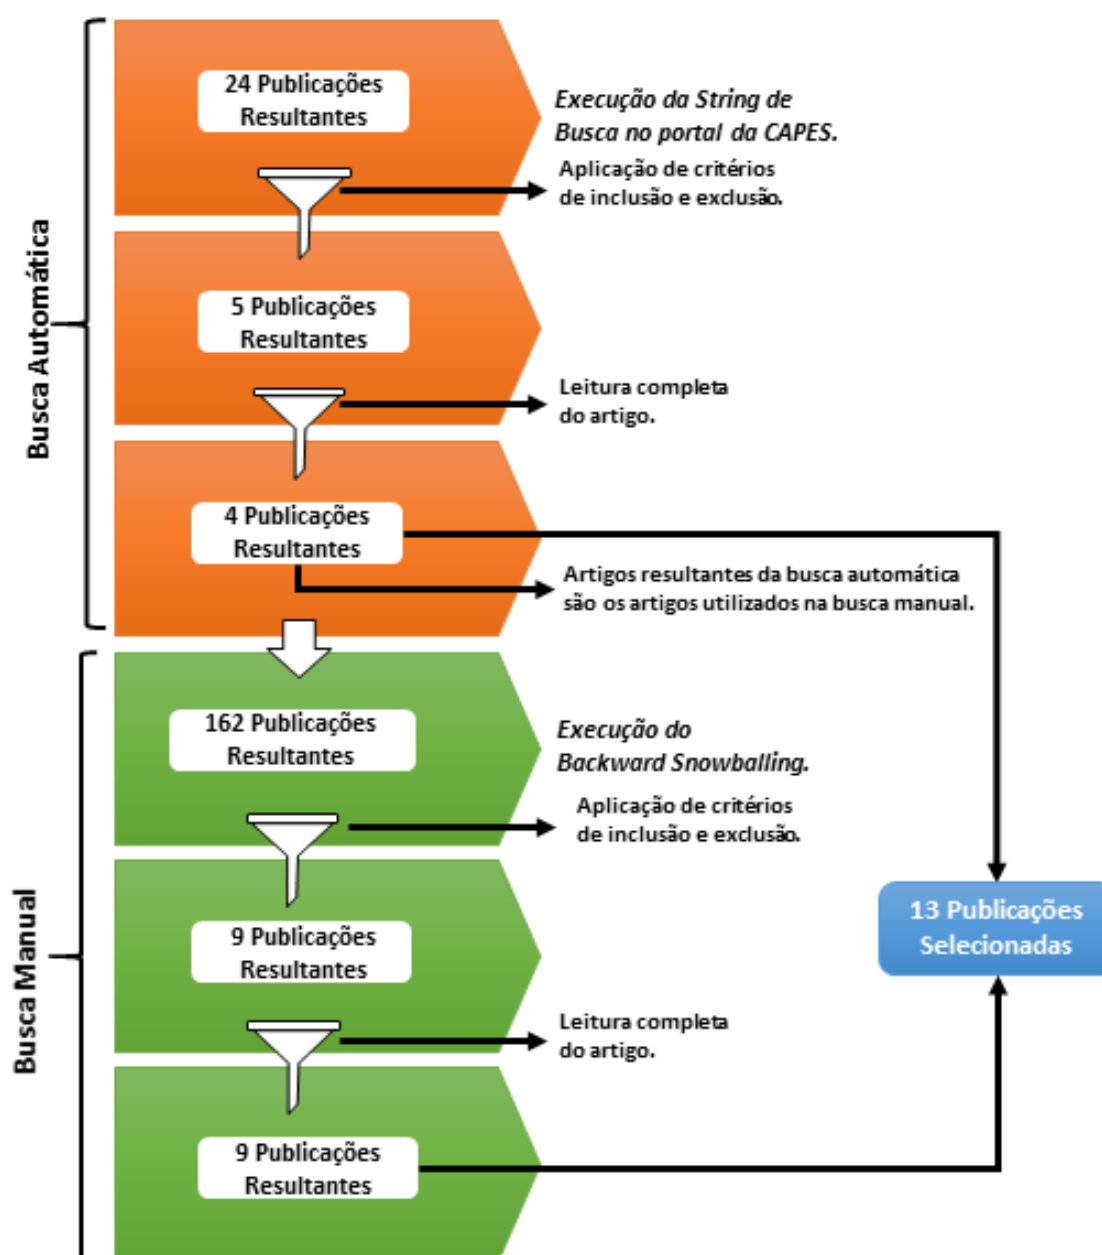 Busca Automática
24 Publicações
Resultantes
Execução da String de
Busca no portal da CAPES.
Aplicação de critérios
de inclusão e exclusão.
5 Publicações
Resultantes
Leitura completa
do artigo.
4 Publicações
Resultantes
Artigos resultantes da busca automática
são os artigos utilizados na busca manual.
Busca Manual
162 Publicações
Resultantes
Execução do
Backward Snowballing.
Aplicação de critérios
de inclusão e exclusão.
9 Publicações
Resultantes
Leitura completa
do artigo.
9 Publicações
Resultantes
13 Publicações
Selecionadas